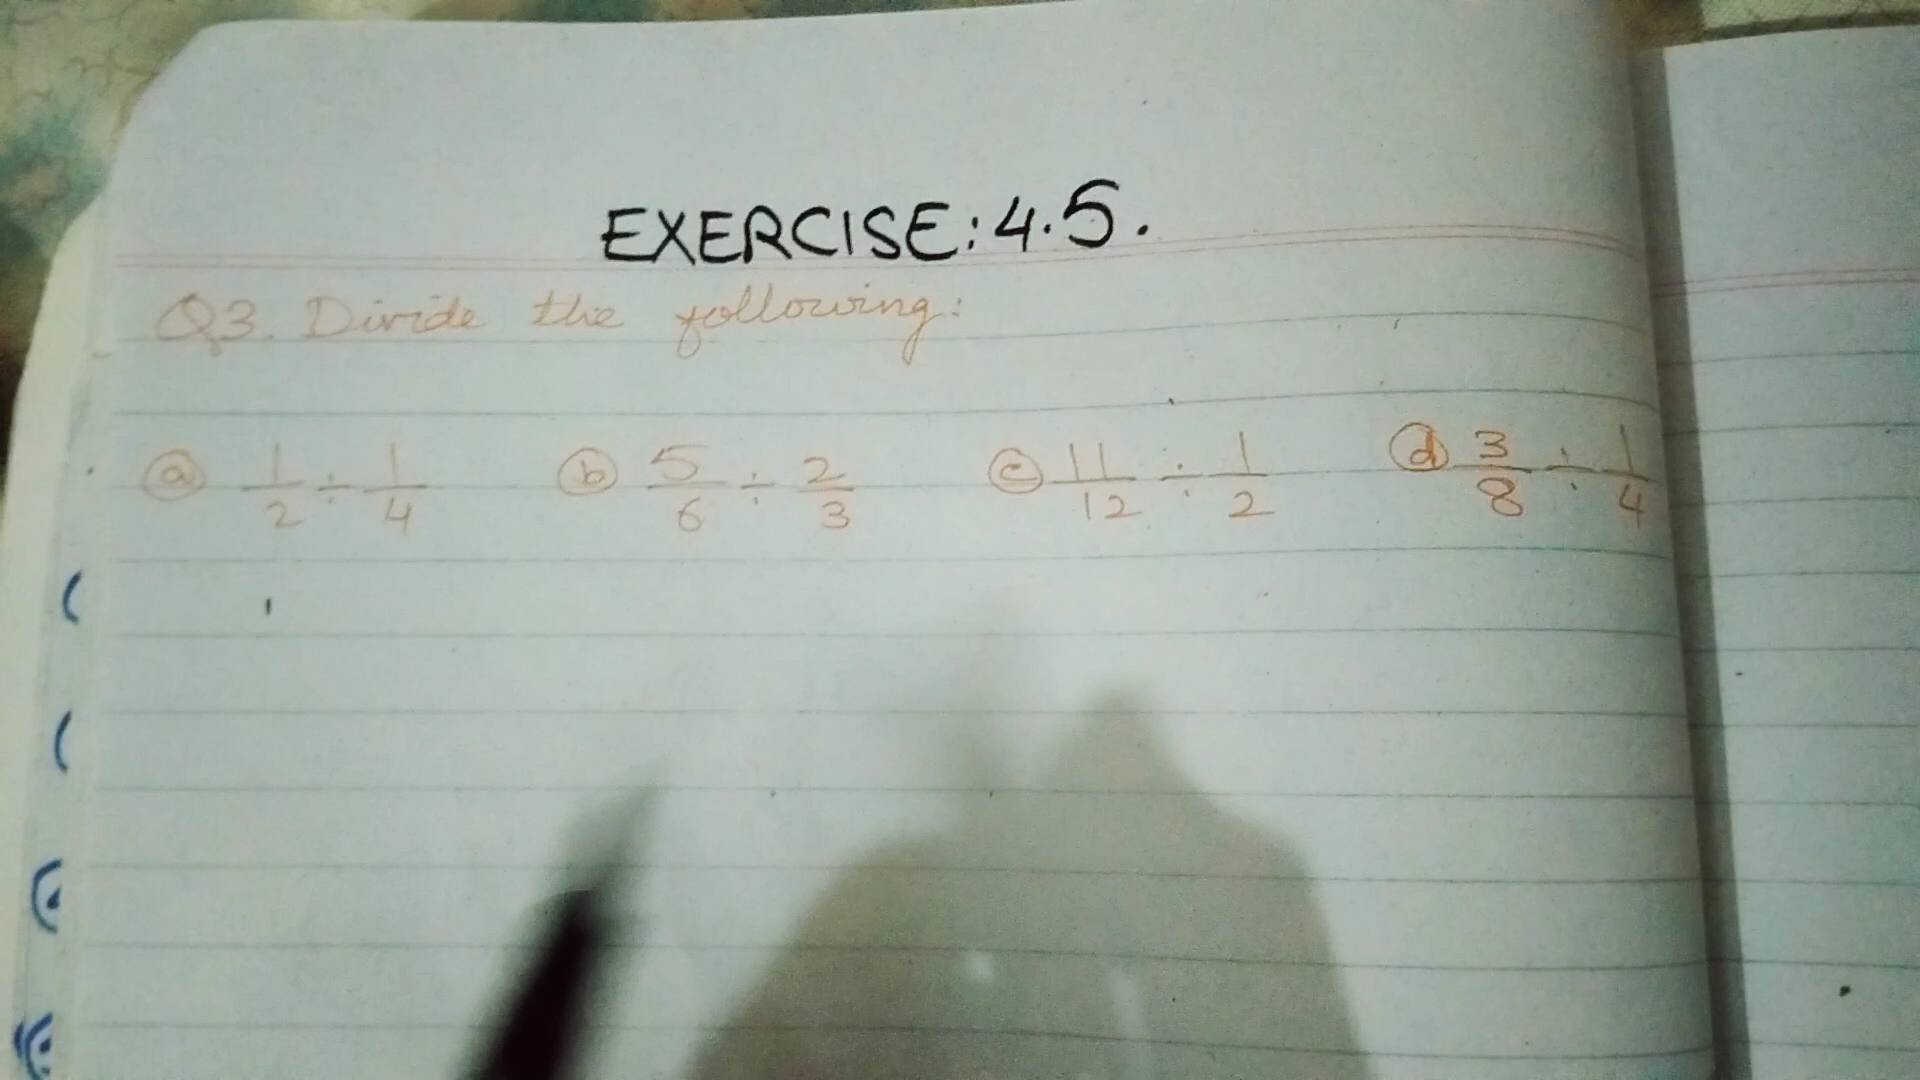 EXERCISE: 4.5.
Q3. Divide the following:
ⓐ 1/2 ÷ 1/4 ⓑ 5/6 ÷ 2/3 ⓒ 11/12 ÷ 1/2 ⓓ 3/8 ÷ 1/4